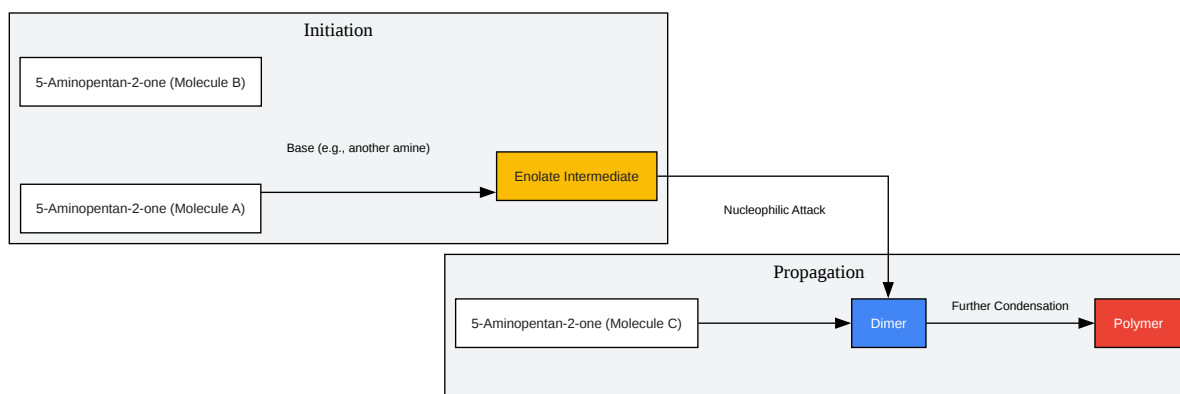 Initiation
5-Aminopentan-2-one (Molecule B)
Base (e.g., another amine)
Enolate Intermediate
5-Aminopentan-2-one (Molecule A)
Nucleophilic Attack
Propagation
5-Aminopentan-2-one (Molecule C)
Dimer
Further Condensation
Polymer